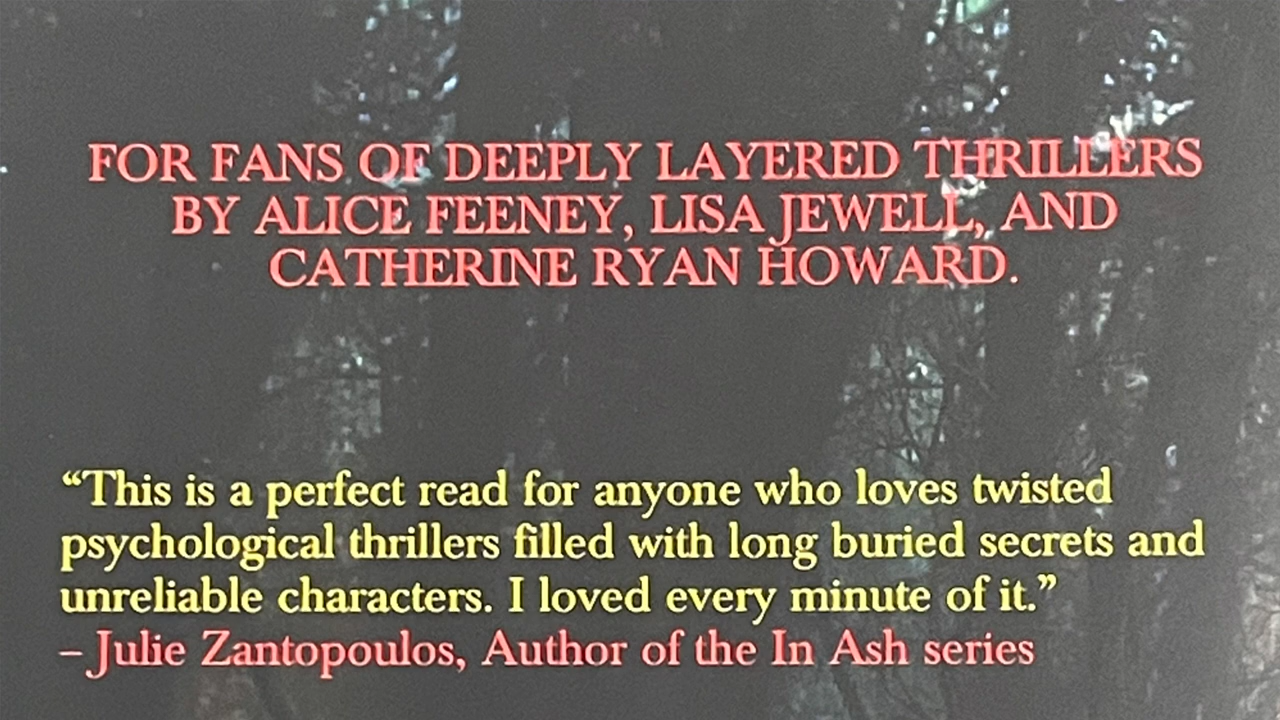 FOR FANS OF DEEPLY LAYERED THRILLERS
BY ALICE FEENEY, LISA JEWELL, AND
CATHERINE RYAN HOWARD.
“This is a perfect read for anyone who loves twisted
psychological thrillers filled with long buried secrets and
unreliable characters. I loved every minute of it.”
– Julie Zantopoulos, Author of the In Ash series